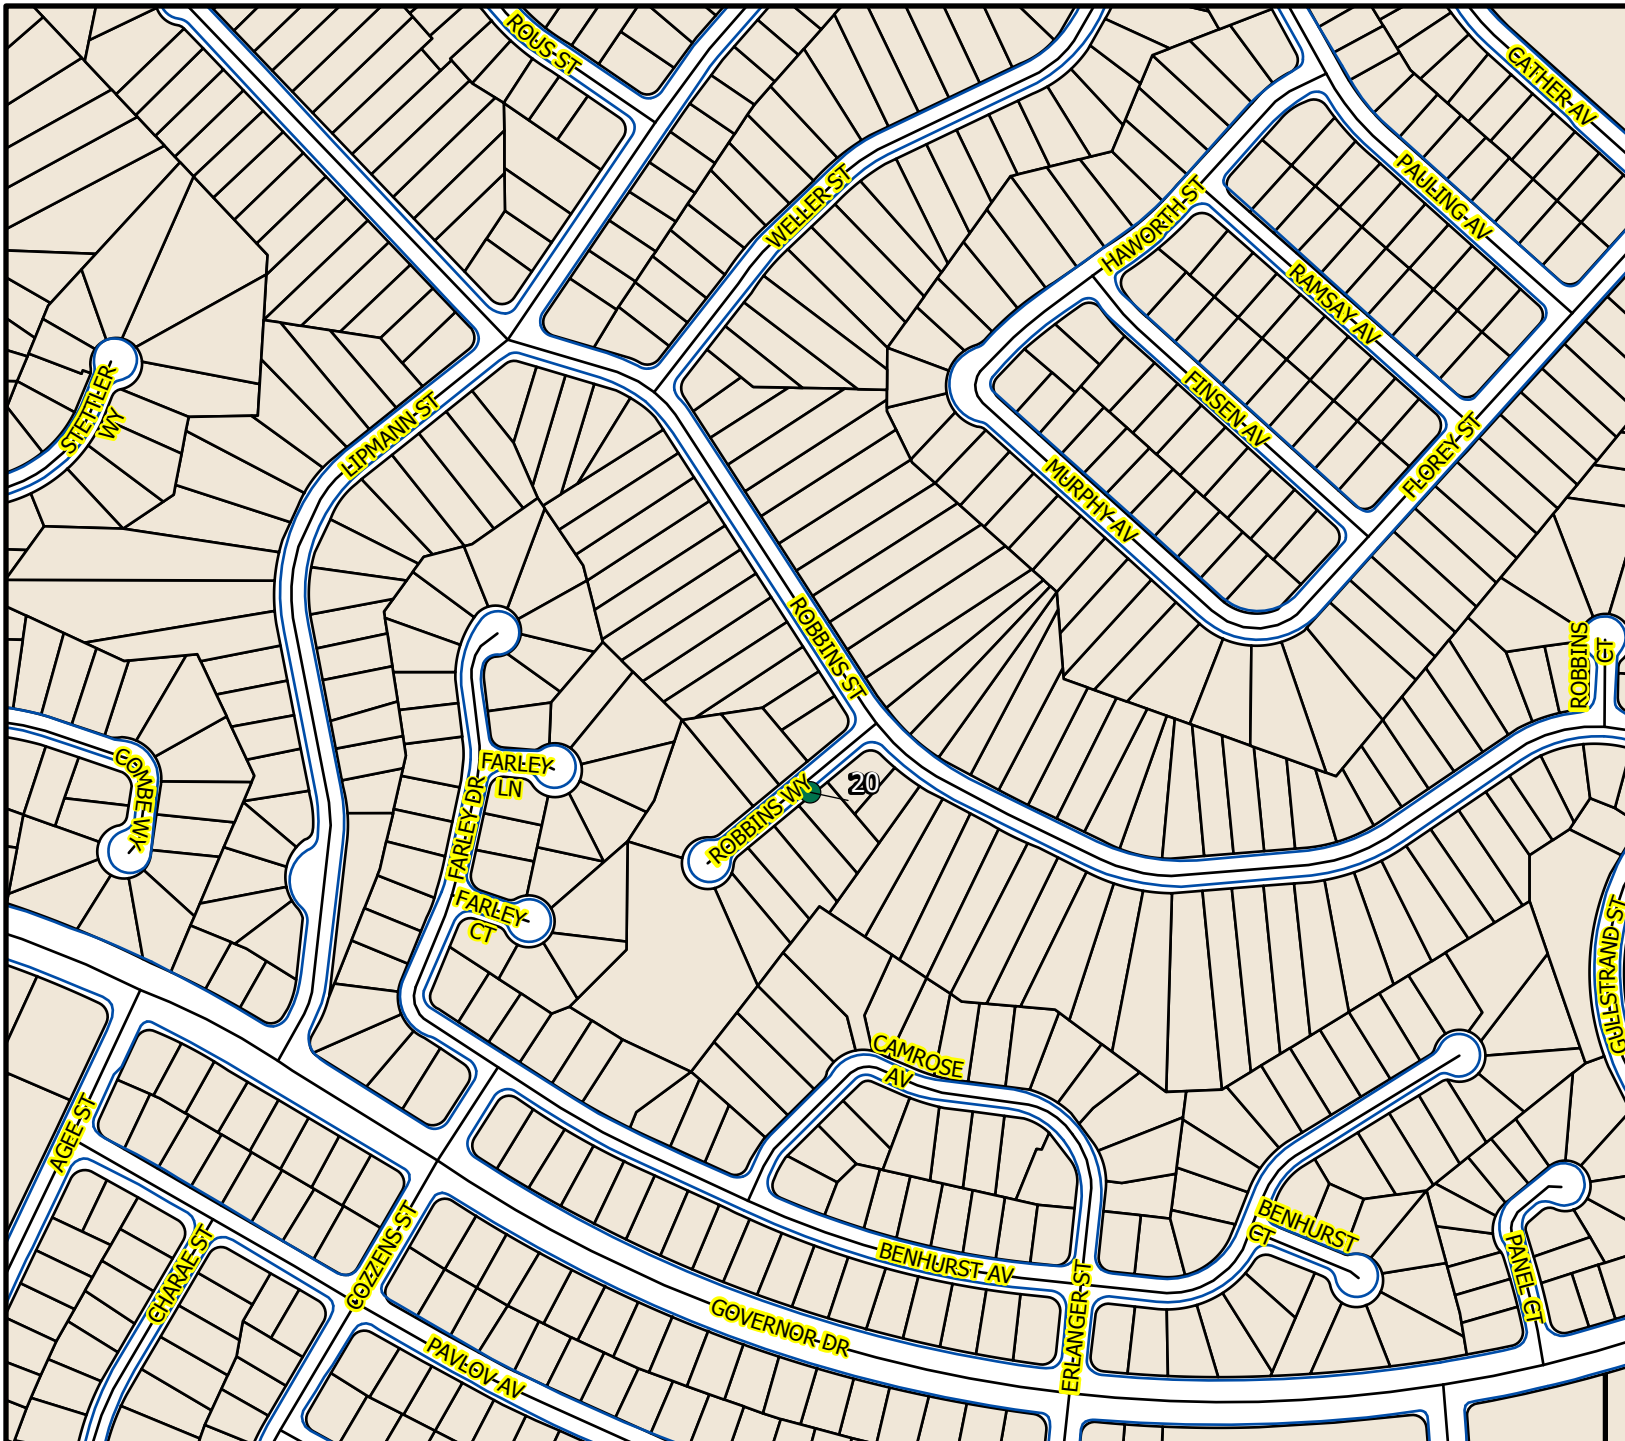 ROUS ST
CATHER AV
PAULING AV
WELLER ST
HAWORTH ST
RAMSAY AV
STETTLER
WY
LIPMANN ST
FINSEN AV
FLOREY ST
MURPHY AV
ROBBINS ST
ROBBINS
CT
COMBE WY
FARLEY
LN
FARLEY DR
20
ROBBINS WY
FARLEY
CT
GULLSTRAND ST
CAMROSE
AV
AGEE ST
BENHURST
CT
CHARAE ST
COZZENS ST
BENHURST AV
PANEL CT
GOVERNOR DR
ERLANGER ST
PAVLOV AV